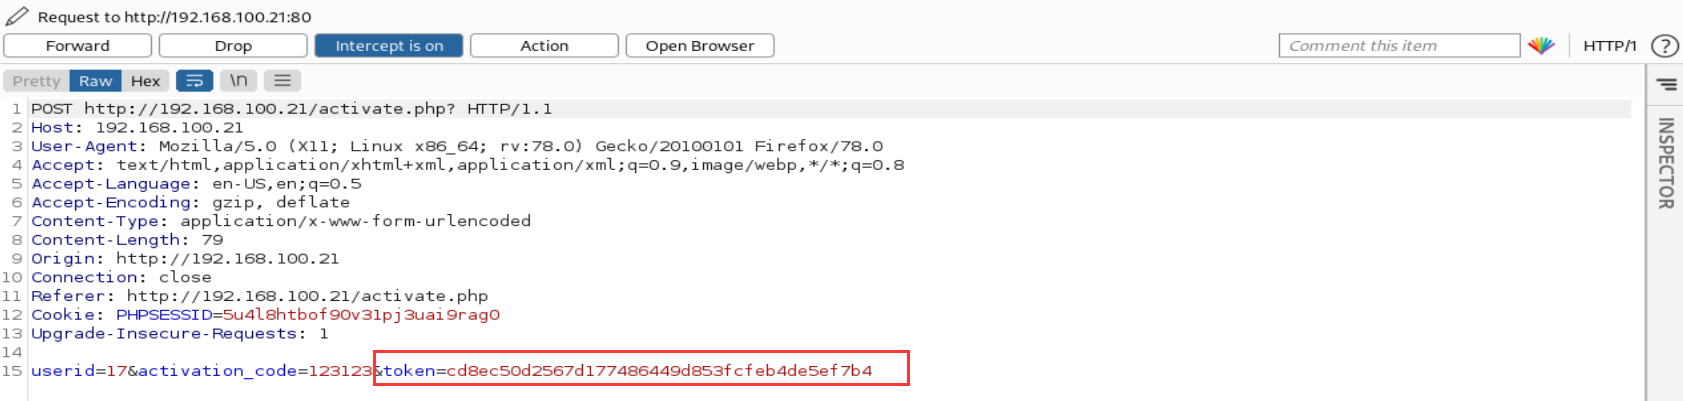 Request to http://192.168.100.21:80
Forward Drop Intercept is on Action Open Browser Comment this item HTTP/1 ?
Pretty Raw Hex \n
1 POST http://192.168.100.21/activate.php? HTTP/1.1
2 Host: 192.168.100.21
3 User-Agent: Mozilla/5.0 (X11; Linux x86_64; rv:78.0) Gecko/20100101 Firefox/78.0
4 Accept: text/html,application/xhtml+xml,application/xml;q=0.9,image/webp,*/*;q=0.8
5 Accept-Language: en-US,en;q=0.5
6 Accept-Encoding: gzip, deflate
7 Content-Type: application/x-www-form-urlencoded
8 Content-Length: 79
9 Origin: http://192.168.100.21
10 Connection: close
11 Referer: http://192.168.100.21/activate.php
12 Cookie: PHPSESSID=5u4l8htbof90v31pj3uai9rag0
13 Upgrade-Insecure-Requests: 1
14
15 userid=17&activation_code=123123&token=cd8ec50d2567d177486449d853fcfeb4de5ef7b4
INSPECTOR